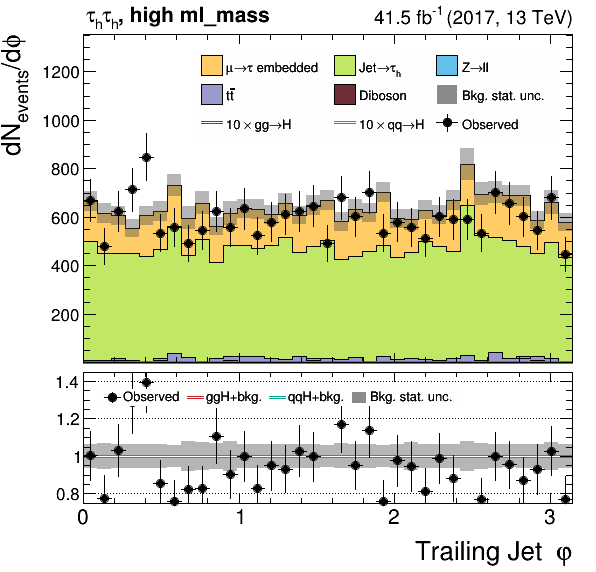 τhτh, high ml_mass 41.5 fb-1 (2017, 13 TeV)
dNevents/dφ
1200
1000
800
600
400
200
μ→τ embedded Jet→τh Z→ll
tt̄ Diboson Bkg. stat. unc.
10 × gg→H 10 × qq→H Observed
1.4
1.2
1
0.8
Observed ggH+bkg. qqH+bkg. Bkg. stat. unc.
0 1 2 3
Trailing Jet φ